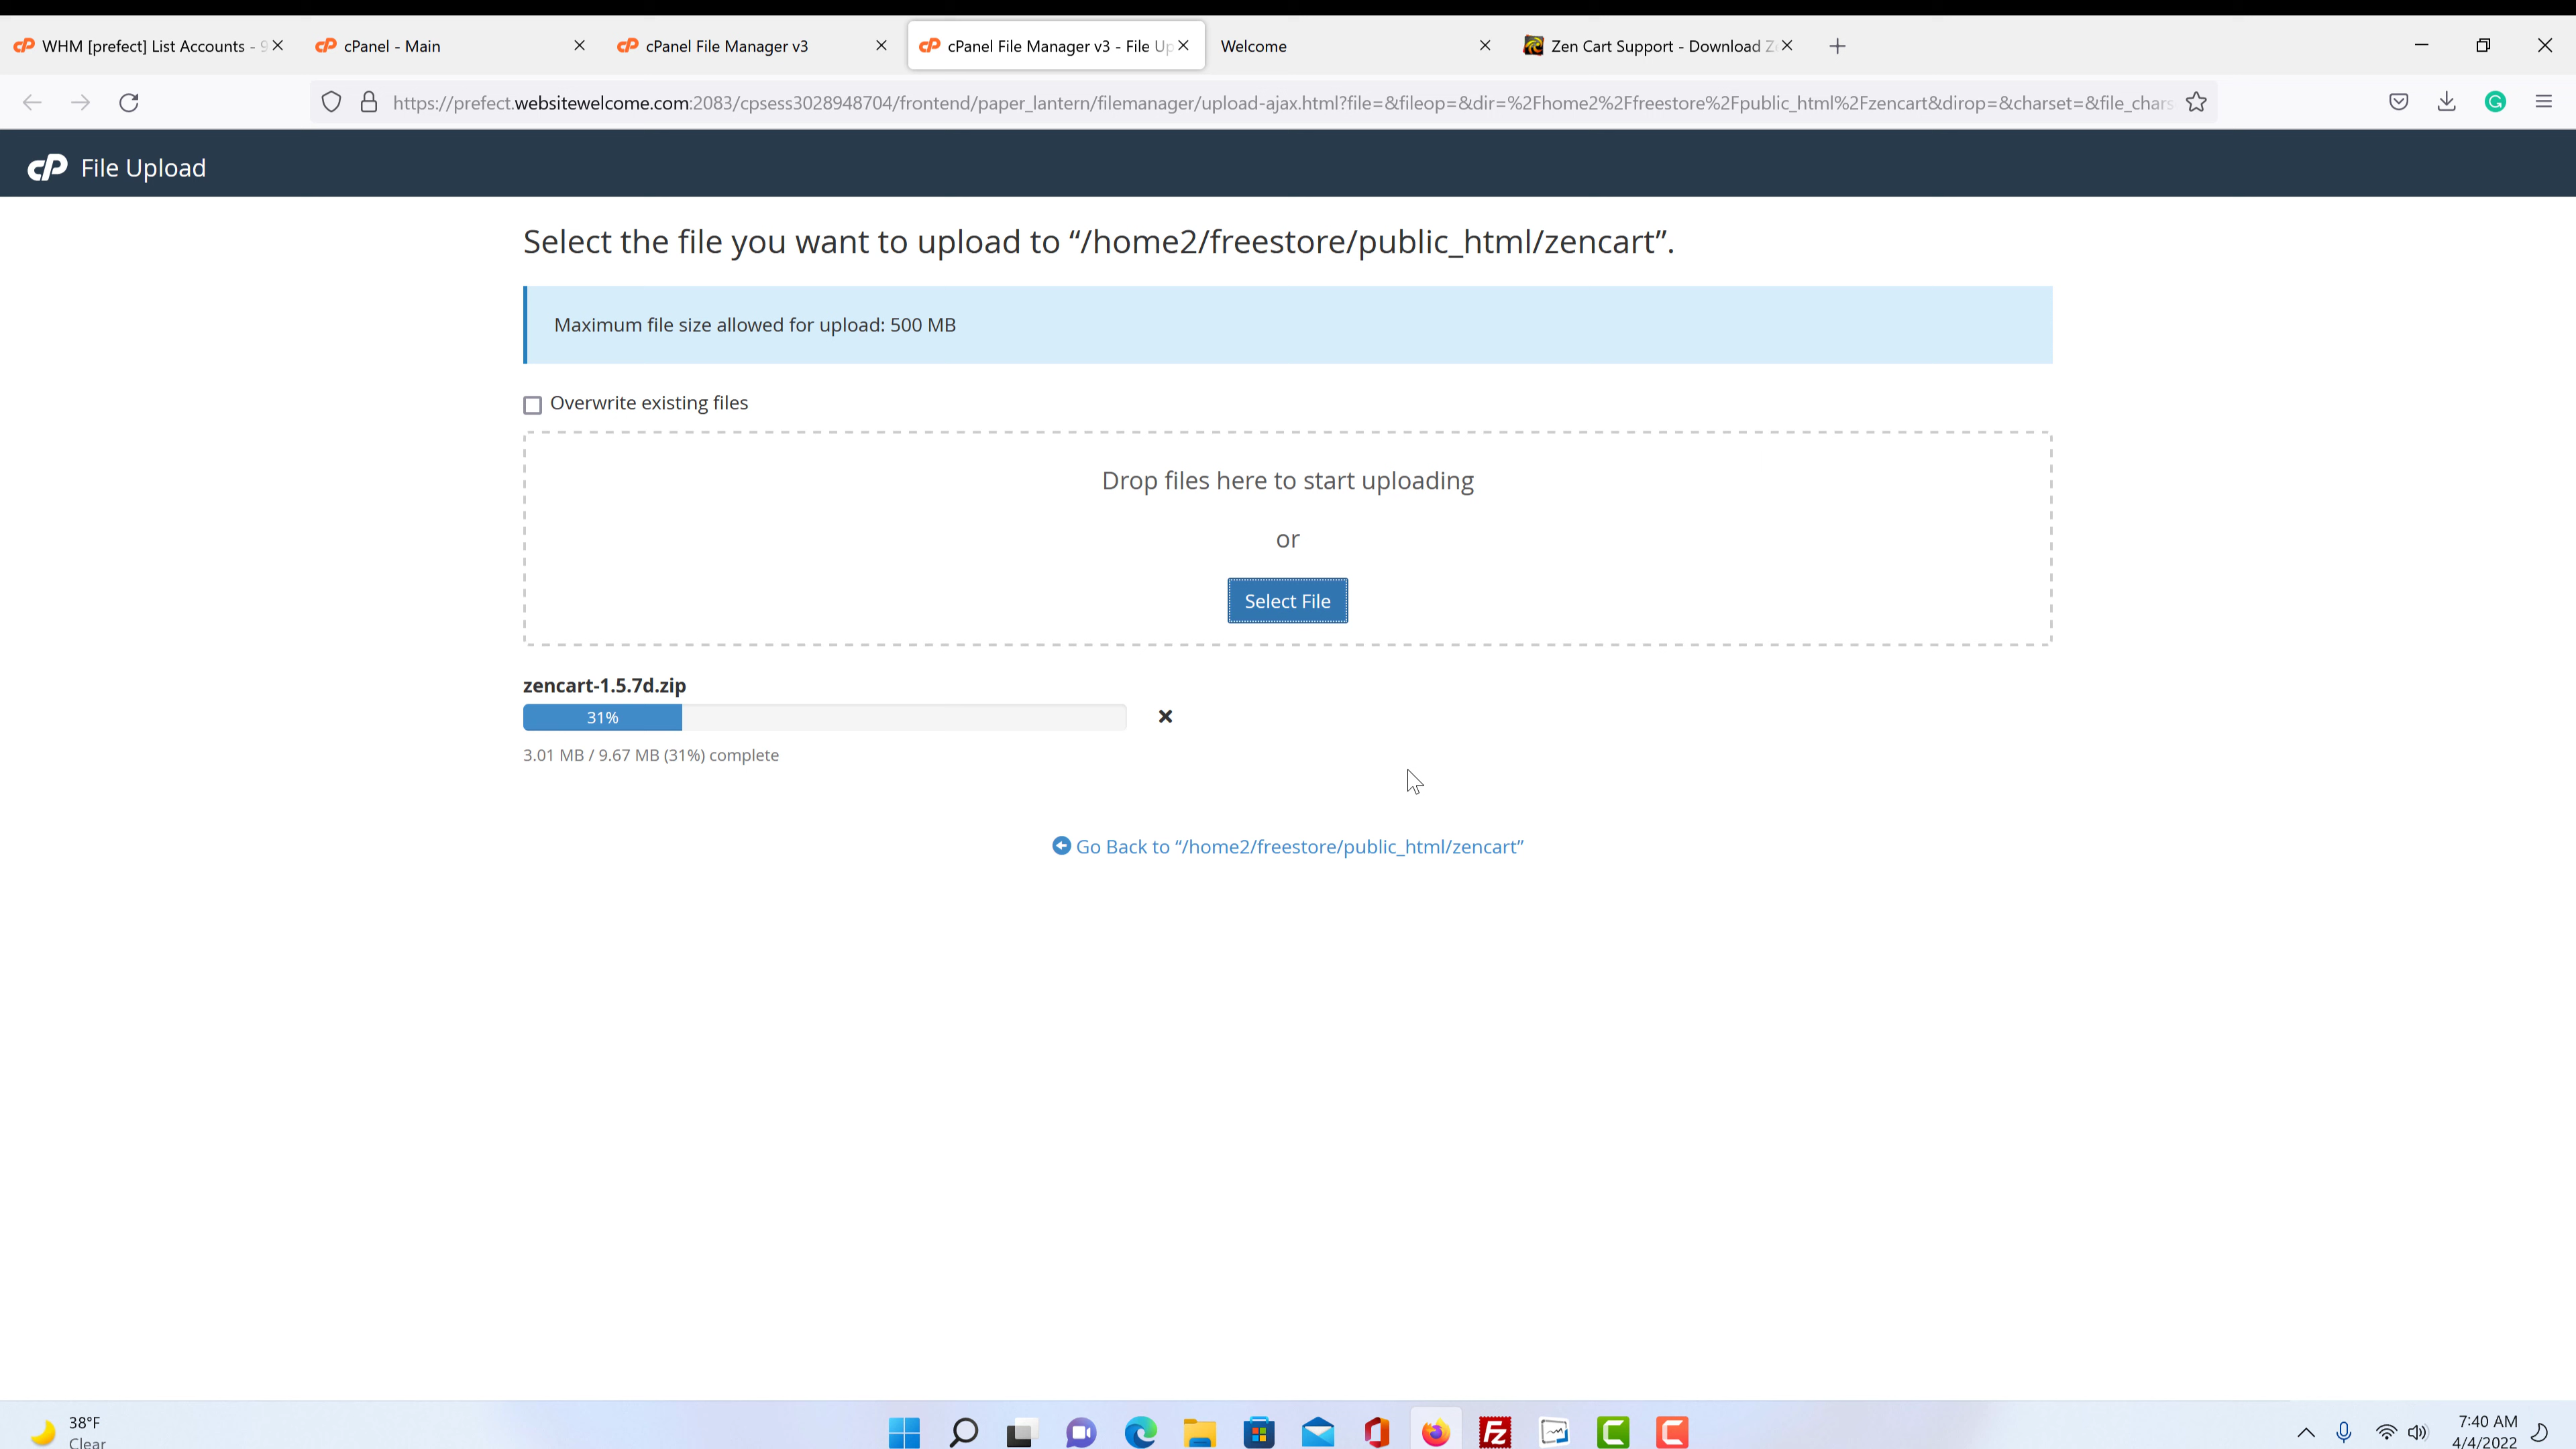 WHM [prefect] List Accounts - 9
cPanel - Main
cPanel File Manager v3
cPanel File Manager v3 - File Up
Welcome
Zen Cart Support - Download Z
https://prefect.websitewelcome.com:2083/cpsess3028948704/frontend/paper_lantern/filemanager/upload-ajax.html?file=&fileop=&dir=%2Fhome2%2Ffreestore%2Fpublic_html%2Fzencart&dirop=&charset=&file_chars
cP File Upload
Select the file you want to upload to “/home2/freestore/public_html/zencart”.
Maximum file size allowed for upload: 500 MB
Overwrite existing files
Drop files here to start uploading
or
Select File
zencart-1.5.7d.zip
31%
3.01 MB / 9.67 MB (31%) complete
Go Back to “/home2/freestore/public_html/zencart”
38°F
Clear
7:40 AM
4/4/2022